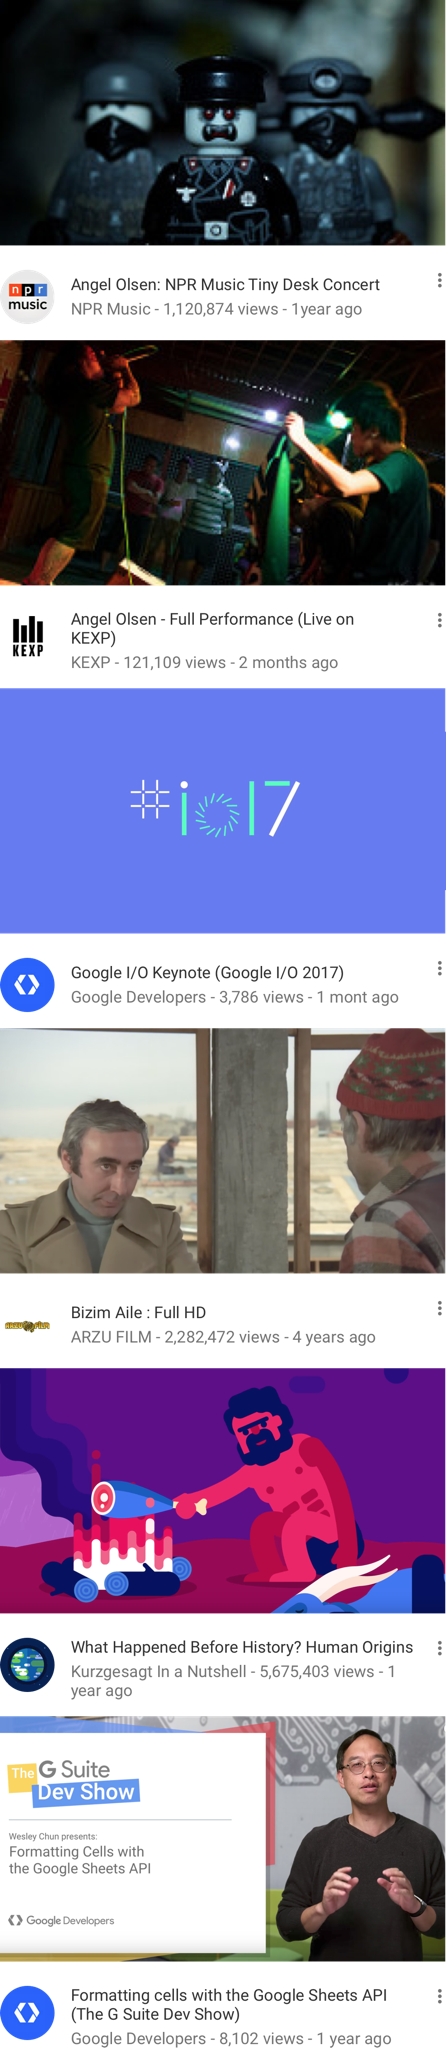 npr
music
Angel Olsen: NPR Music Tiny Desk Concert
NPR Music - 1,120,874 views - 1year ago
KEXP
Angel Olsen - Full Performance (Live on
KEXP)
KEXP - 121,109 views - 2 months ago
#io17
Google I/O Keynote (Google I/O 2017)
Google Developers - 3,786 views - 1 mont ago
ARZU FILM
Bizim Aile : Full HD
ARZU FILM - 2,282,472 views - 4 years ago
What Happened Before History? Human Origins
Kurzgesagt In a Nutshell - 5,675,403 views - 1
year ago
The G Suite
Dev Show
Wesley Chun presents:
Formatting Cells with
the Google Sheets API
Google Developers
Formatting cells with the Google Sheets API
(The G Suite Dev Show)
Google Developers - 8,102 views - 1 year ago